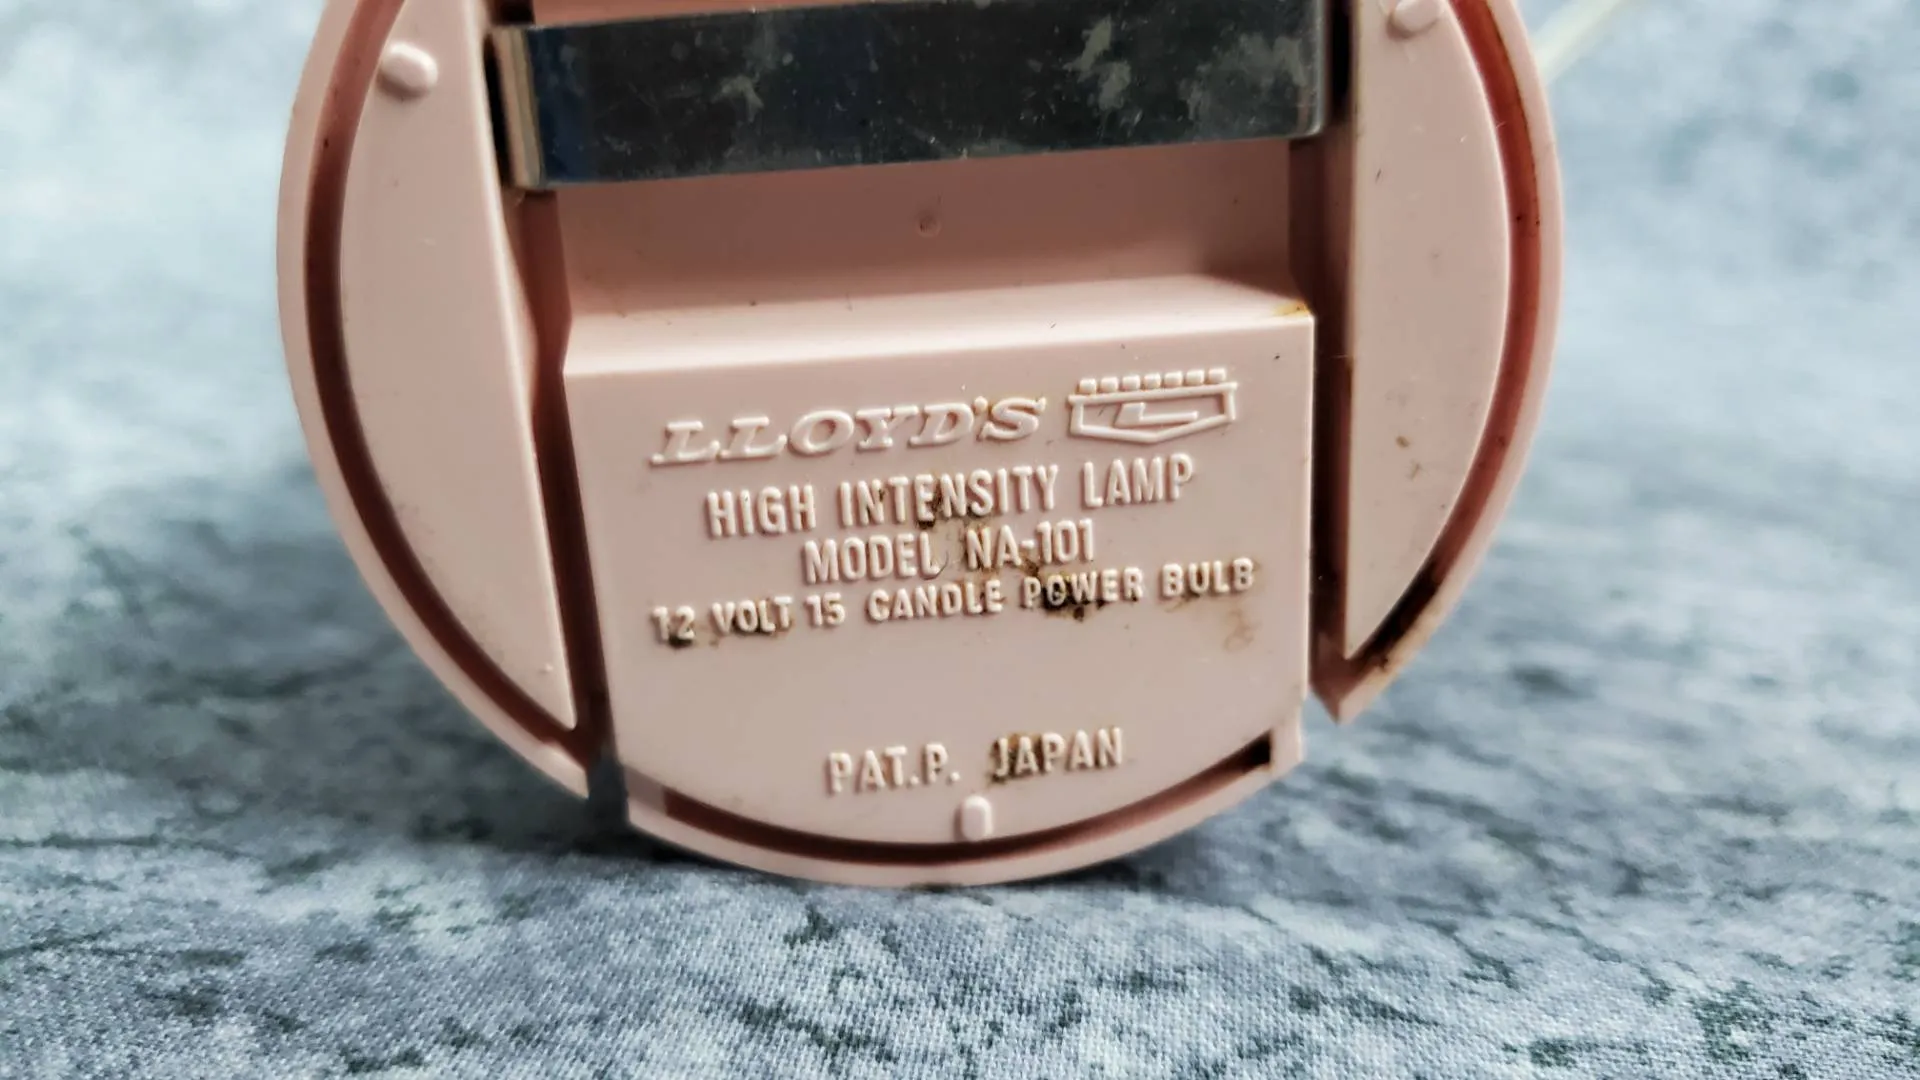 LLOYD'S L
HIGH INTENSITY LAMP
MODEL NA-101
12 VOLT 15 CANDLE POWER BULB
PAT.P. JAPAN